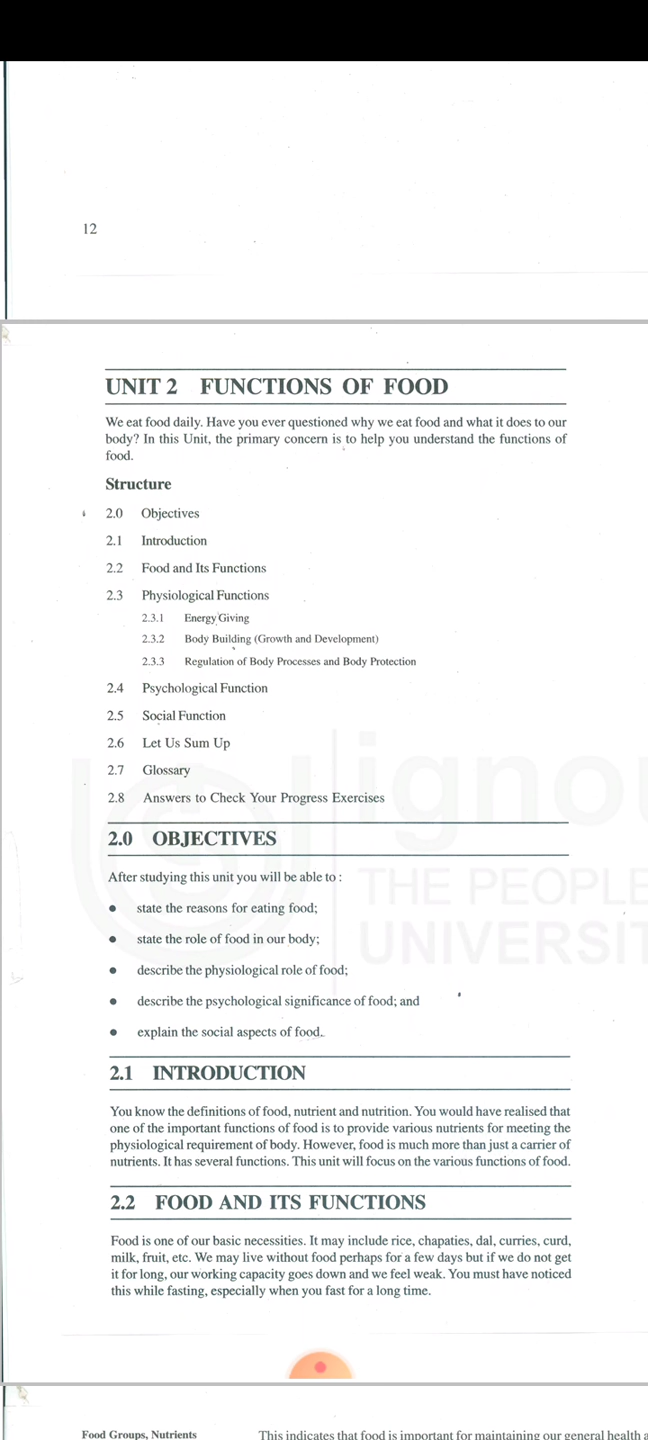 12
UNIT 2 FUNCTIONS OF FOOD
We eat food daily. Have you ever questioned why we eat food and what it does to our
body? In this Unit, the primary concern is to help you understand the functions of
food.
Structure
2.0 Objectives
2.1 Introduction
2.2 Food and Its Functions
2.3 Physiological Functions
2.3.1 Energy Giving
2.3.2 Body Building (Growth and Development)
2.3.3 Regulation of Body Processes and Body Protection
2.4 Psychological Function
2.5 Social Function
2.6 Let Us Sum Up
2.7 Glossary
2.8 Answers to Check Your Progress Exercises
ignou
THE PEOPLE
UNIVERSIT
2.0 OBJECTIVES
After studying this unit you will be able to :
● state the reasons for eating food;
● state the role of food in our body;
● describe the physiological role of food;
● describe the psychological significance of food; and
● explain the social aspects of food.
2.1 INTRODUCTION
You know the definitions of food, nutrient and nutrition. You would have realised that
one of the important functions of food is to provide various nutrients for meeting the
physiological requirement of body. However, food is much more than just a carrier of
nutrients. It has several functions. This unit will focus on the various functions of food.
2.2 FOOD AND ITS FUNCTIONS
Food is one of our basic necessities. It may include rice, chapaties, dal, curries, curd,
milk, fruit, etc. We may live without food perhaps for a few days but if we do not get
it for long, our working capacity goes down and we feel weak. You must have noticed
this while fasting, especially when you fast for a long time.
Food Groups, Nutrients
This indicates that food is important for maintaining our general health a